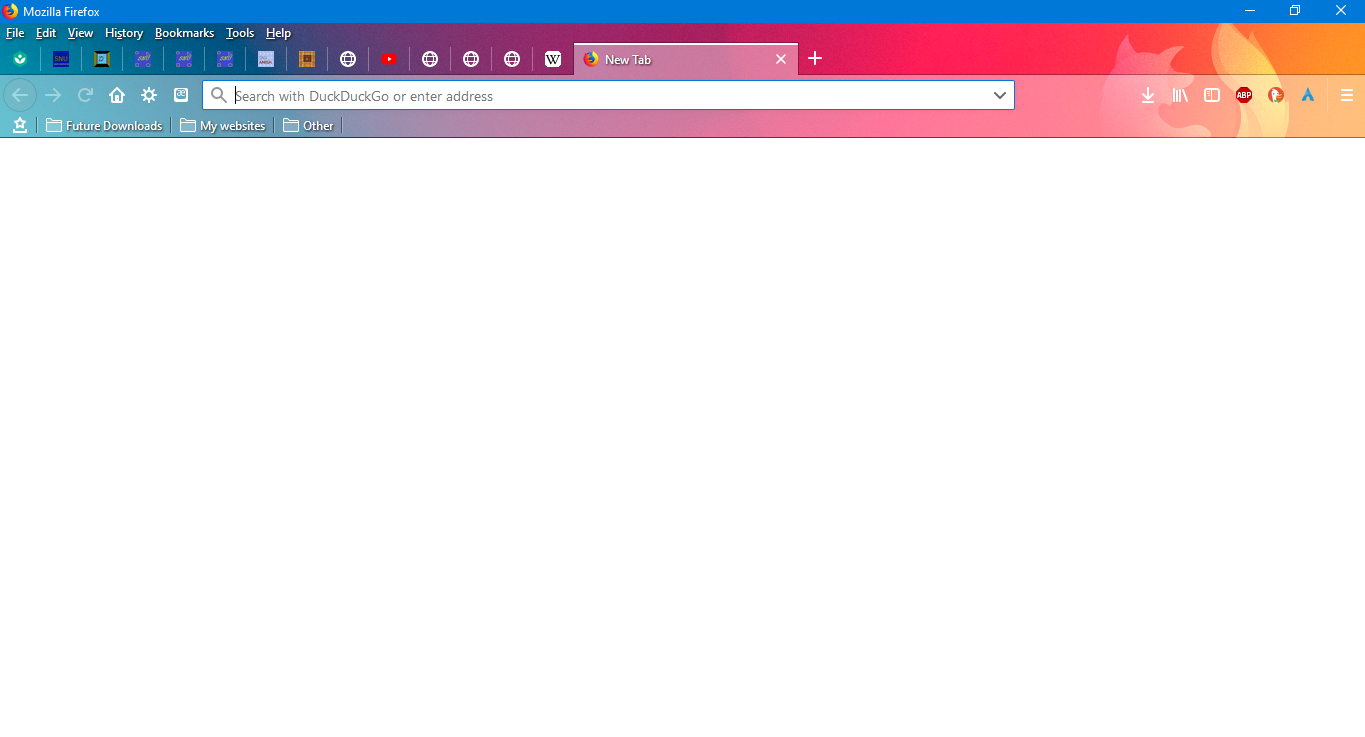 Mozilla Firefox
File Edit View History Bookmarks Tools Help
SNU W New Tab
Search with DuckDuckGo or enter address
ABP
Future Downloads My websites Other